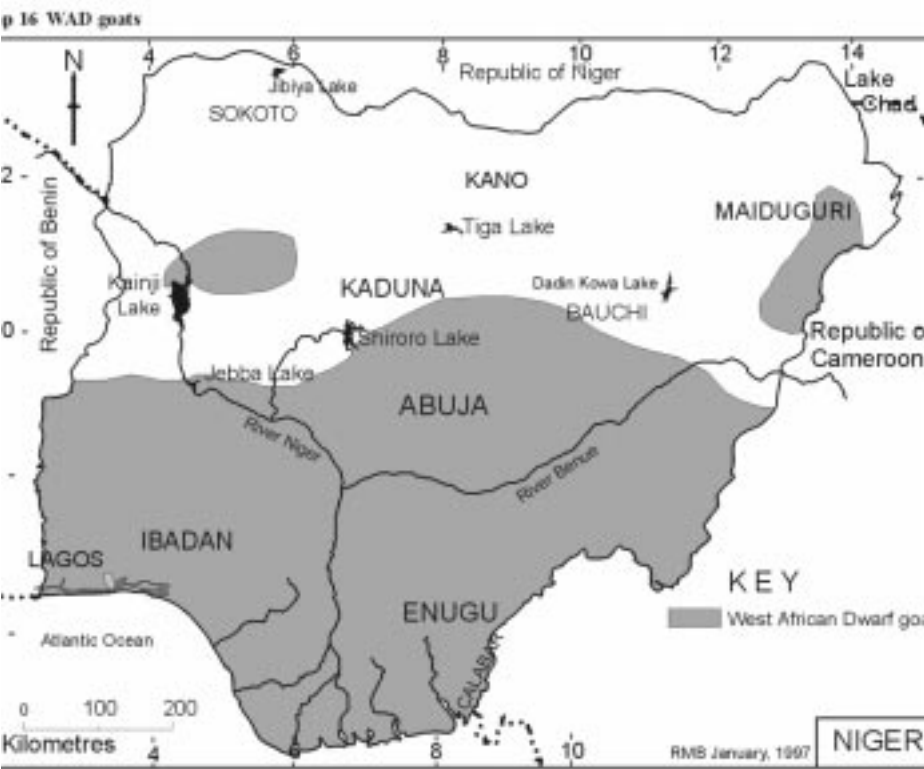 p 16 WAD goats
4 6 8 10 12 14
N
Republic of Niger
Lake
Chad
Jibiya Lake
SOKOTO
2 -
KANO
Republic of Benin
MAIDUGURI
Tiga Lake
Kainji
Lake
KADUNA
Dadin Kowa Lake
BAUCHI
0 -
Shiroro Lake
Republic o
Cameroon
Jebba Lake
ABUJA
River Niger
River Benue
IBADAN
LAGOS
KEY
ENUGU
West African Dwarf goa
Atlantic Ocean
CALABAR
0 100 200
Kilometres
4 6 8 10
RMB January, 1997
NIGER